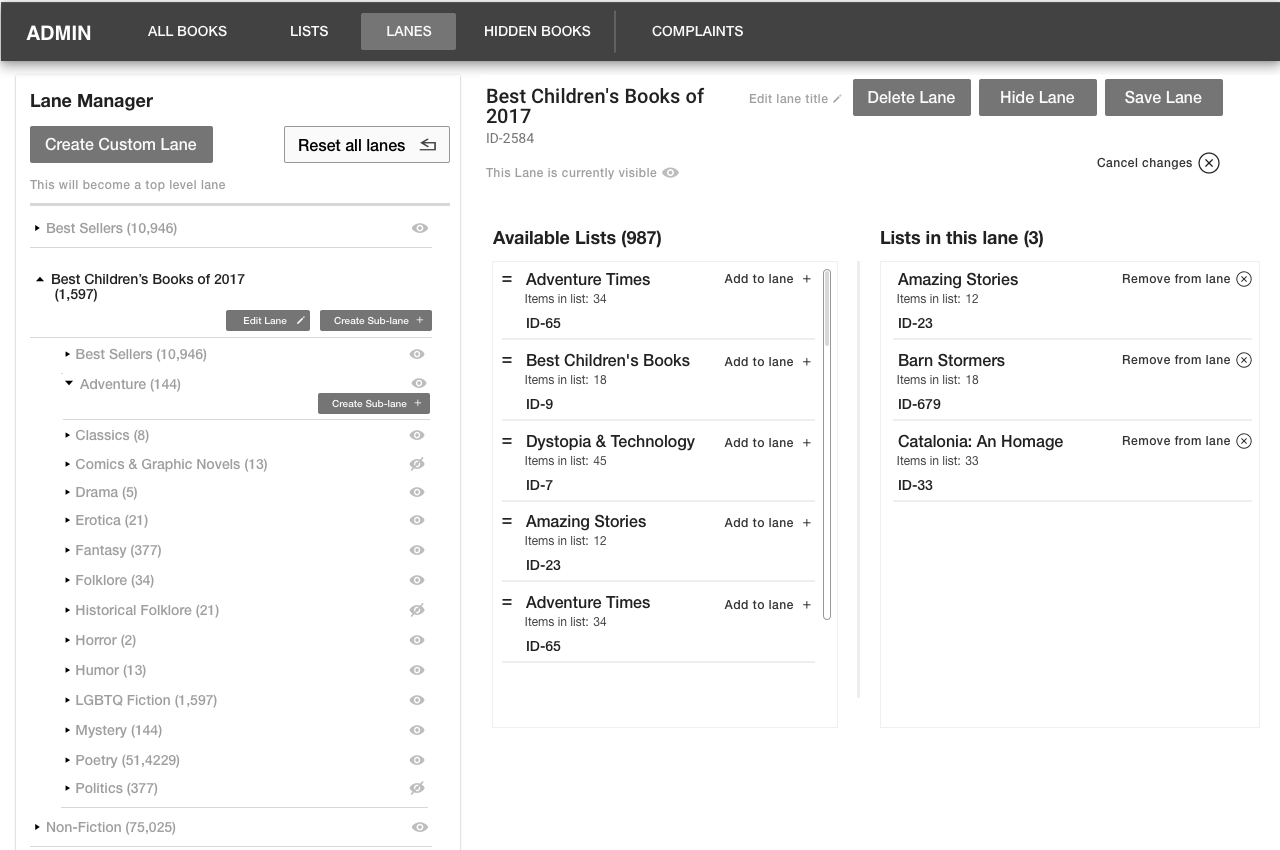 ADMIN ALL BOOKS LISTS LANES HIDDEN BOOKS COMPLAINTS
Lane Manager
Create Custom Lane Reset all lanes
This will become a top level lane
Best Sellers (10,946)
Best Children’s Books of 2017
(1,597)
Edit Lane Create Sub-lane +
Best Sellers (10,946)
Adventure (144)
Create Sub-lane +
Classics (8)
Comics & Graphic Novels (13)
Drama (5)
Erotica (21)
Fantasy (377)
Folklore (34)
Historical Folklore (21)
Horror (2)
Humor (13)
LGBTQ Fiction (1,597)
Mystery (144)
Poetry (51,4229)
Politics (377)
Non-Fiction (75,025)
Best Children's Books of
2017
ID-2584
This Lane is currently visible
Edit lane title
Delete Lane Hide Lane Save Lane
Cancel changes
Available Lists (987)
= Adventure Times Add to lane +
Items in list: 34
ID-65
= Best Children's Books Add to lane +
Items in list: 18
ID-9
= Dystopia & Technology Add to lane +
Items in list: 45
ID-7
= Amazing Stories Add to lane +
Items in list: 12
ID-23
= Adventure Times Add to lane +
Items in list: 34
ID-65
Lists in this lane (3)
Amazing Stories Remove from lane
Items in list: 12
ID-23
Barn Stormers Remove from lane
Items in list: 18
ID-679
Catalonia: An Homage Remove from lane
Items in list: 33
ID-33